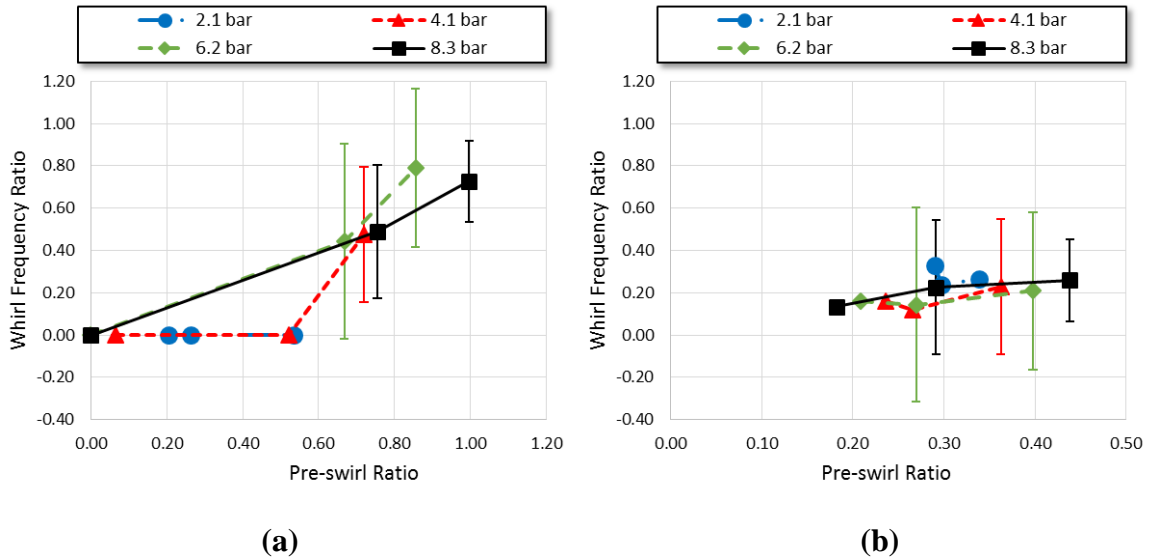 2.1 bar 4.1 bar
6.2 bar 8.3 bar
1.20
1.00
0.80
0.60
0.40
0.20
0.00
-0.20
-0.40
Whirl Frequency Ratio
0.00 0.20 0.40 0.60 0.80 1.00 1.20
Pre-swirl Ratio
(a)
2.1 bar 4.1 bar
6.2 bar 8.3 bar
1.20
1.00
0.80
0.60
0.40
0.20
0.00
-0.20
-0.40
Whirl Frequency Ratio
0.00 0.10 0.20 0.30 0.40 0.50
Pre-swirl Ratio
(b)